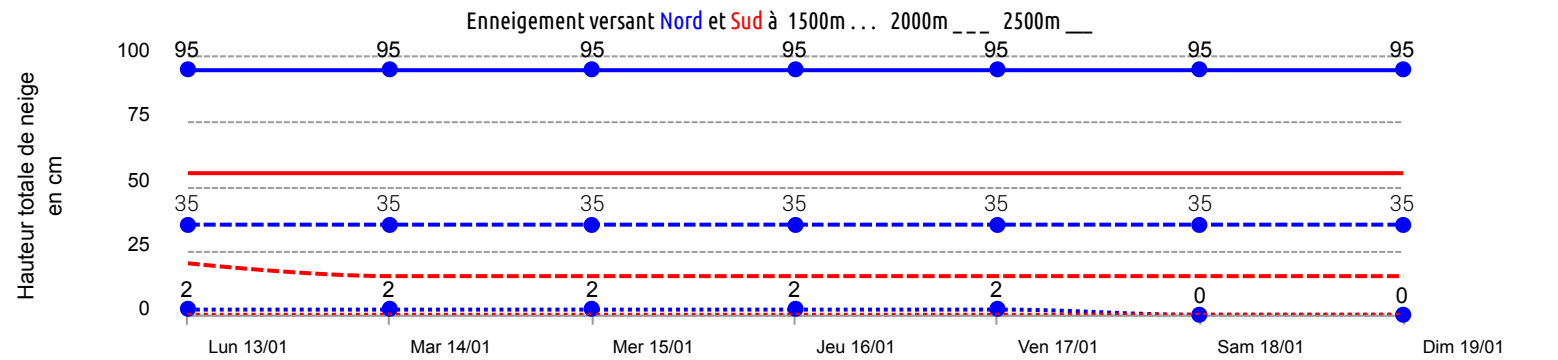 Enneigement versant Nord et Sud à 1500m . . . 2000m _ _ _ 2500m __
Hauteur totale de neige
en cm
100
75
50
25
0
95 95 95 95 95 95 95
35 35 35 35 35 35 35
2 2 2 2 2 0 0
Lun 13/01 Mar 14/01 Mer 15/01 Jeu 16/01 Ven 17/01 Sam 18/01 Dim 19/01